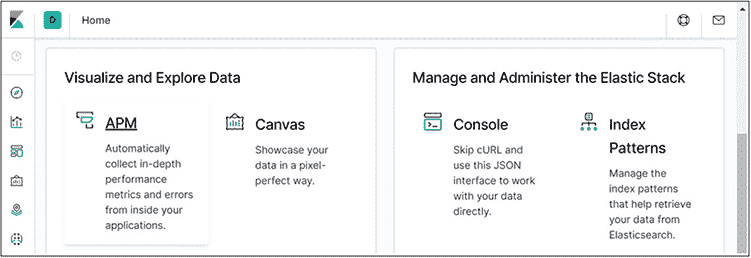 D
Home
Visualize and Explore Data
APM
Automatically
collect in-depth
performance
metrics and errors
from inside your
applications.
Canvas
Showcase your
data in a pixel-
perfect way.
Manage and Administer the Elastic Stack
Console
Skip cURL and
use this JSON
interface to work
with your data
directly.
Index
Patterns
Manage the
index patterns
that help retrieve
your data from
Elasticsearch.